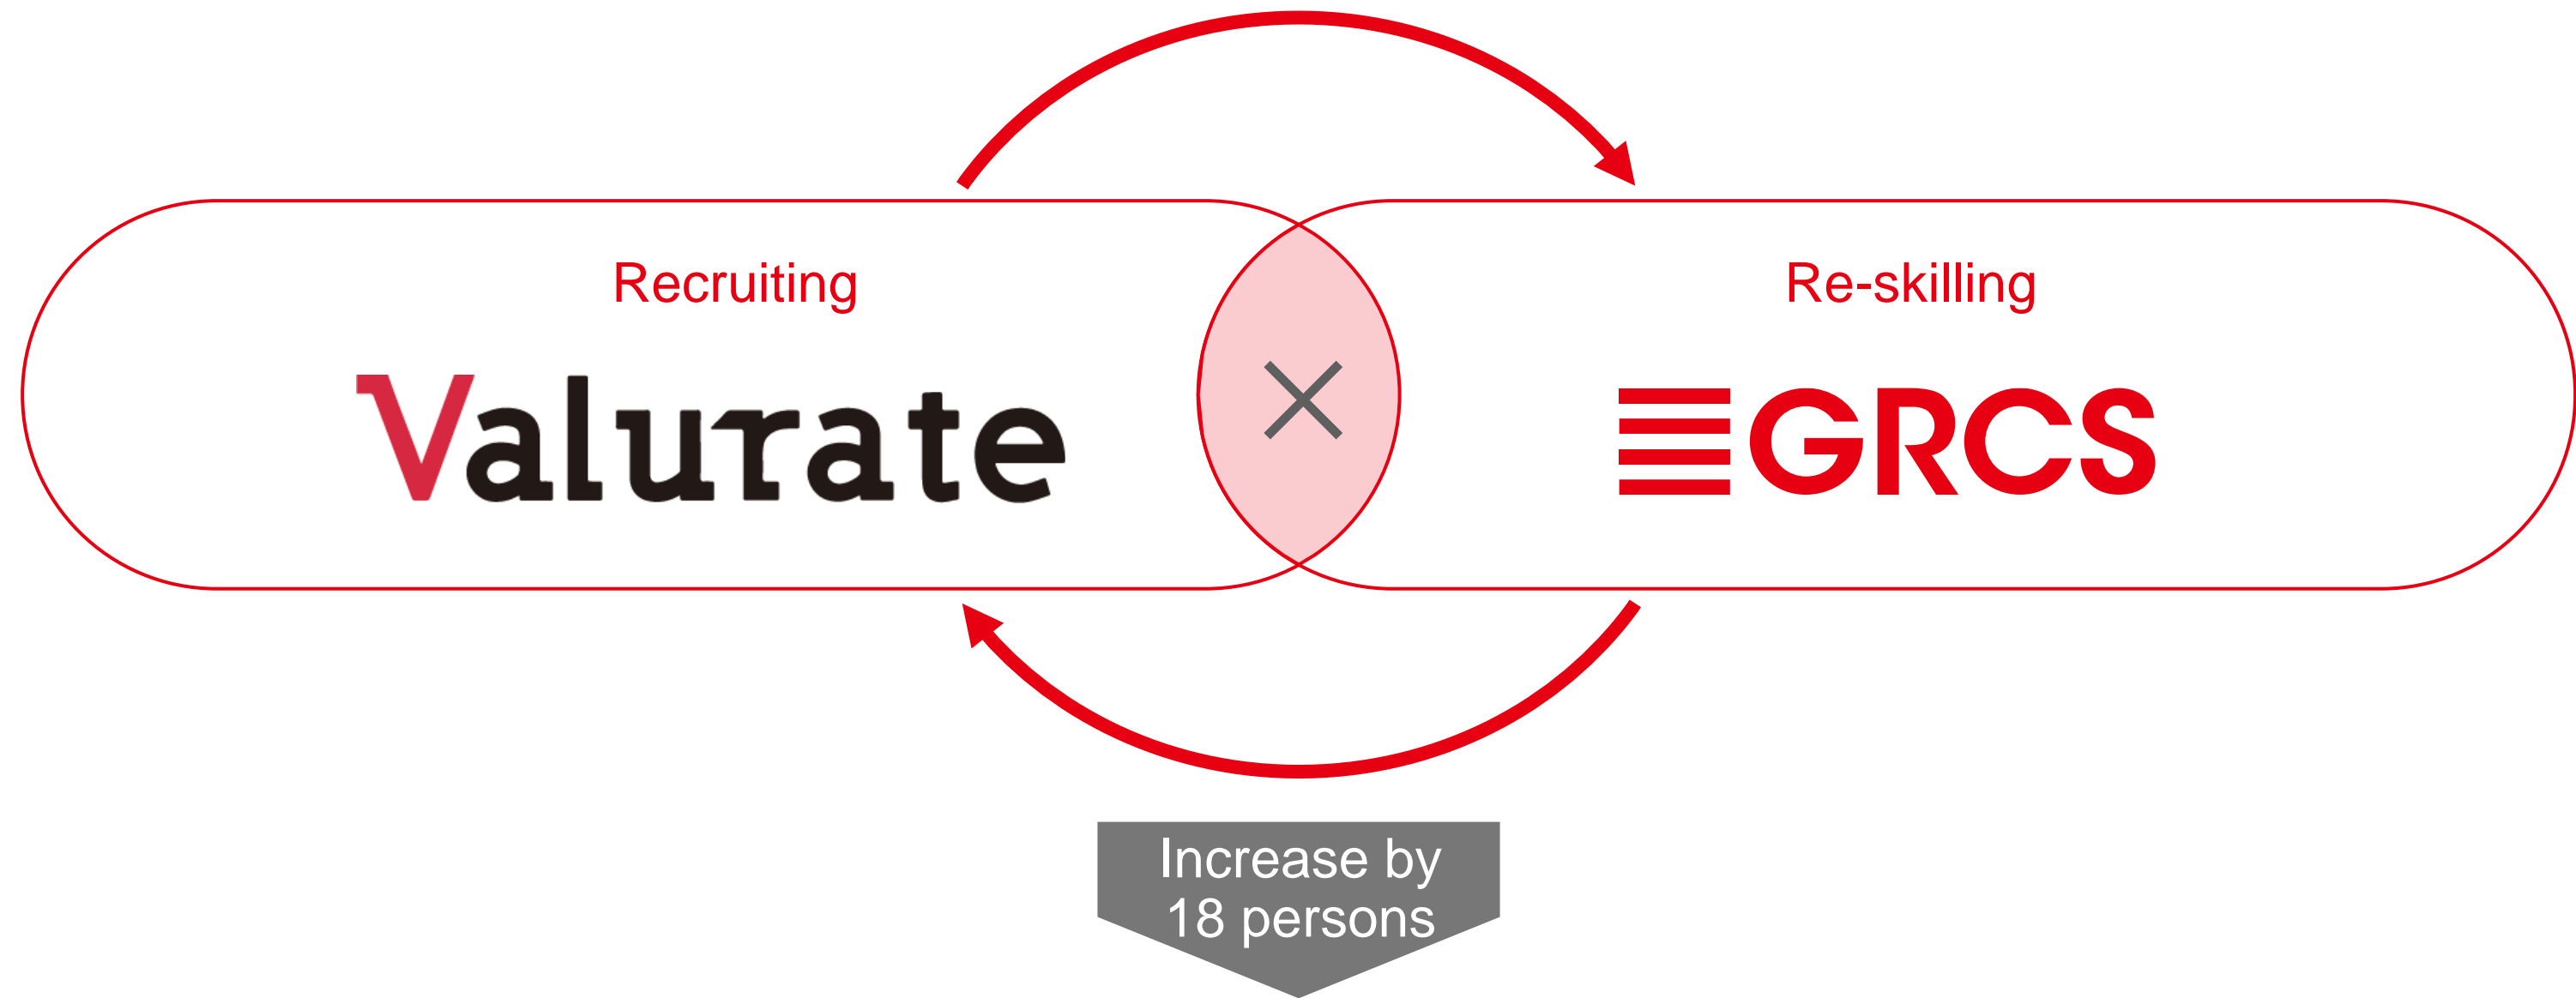 Recruiting
Re-skilling
Valurate
×
GRCS
Increase by
18 persons